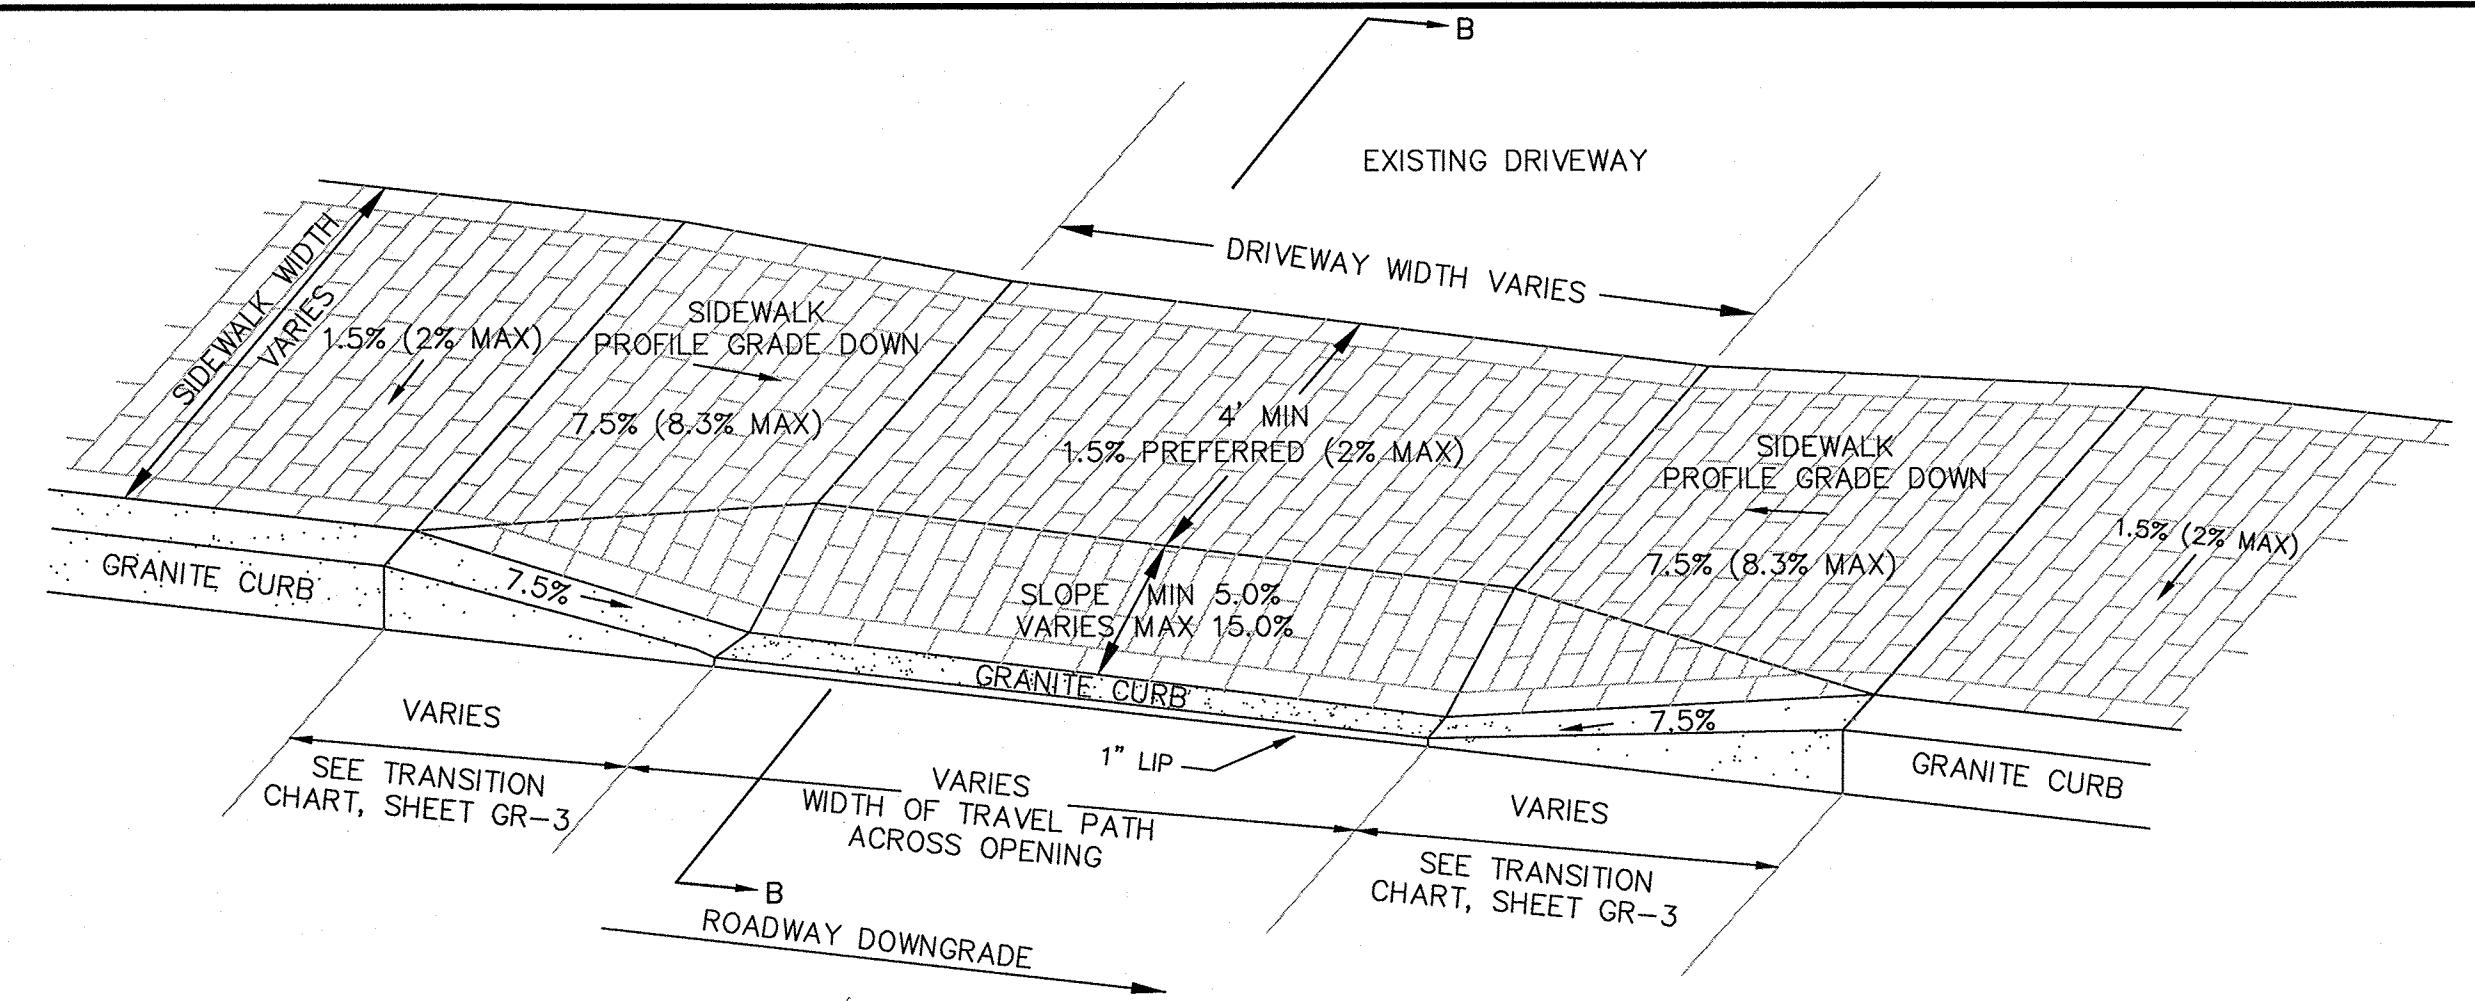 B
EXISTING DRIVEWAY
DRIVEWAY WIDTH VARIES
SIDEWALK WIDTH
VARIES
1.5% (2% MAX)
SIDEWALK
PROFILE GRADE DOWN
7.5% (8.3% MAX)
4' MIN
1.5% PREFERRED (2% MAX)
SIDEWALK
PROFILE GRADE DOWN
7.5% (8.3% MAX)
1.5% (2% MAX)
GRANITE CURB
7.5%
SLOPE MIN 5.0%
VARIES MAX 15.0%
GRANITE CURB
7.5%
GRANITE CURB
1" LIP
VARIES
SEE TRANSITION
CHART, SHEET GR-3
VARIES
WIDTH OF TRAVEL PATH
ACROSS OPENING
VARIES
SEE TRANSITION
CHART, SHEET GR-3
B
ROADWAY DOWNGRADE